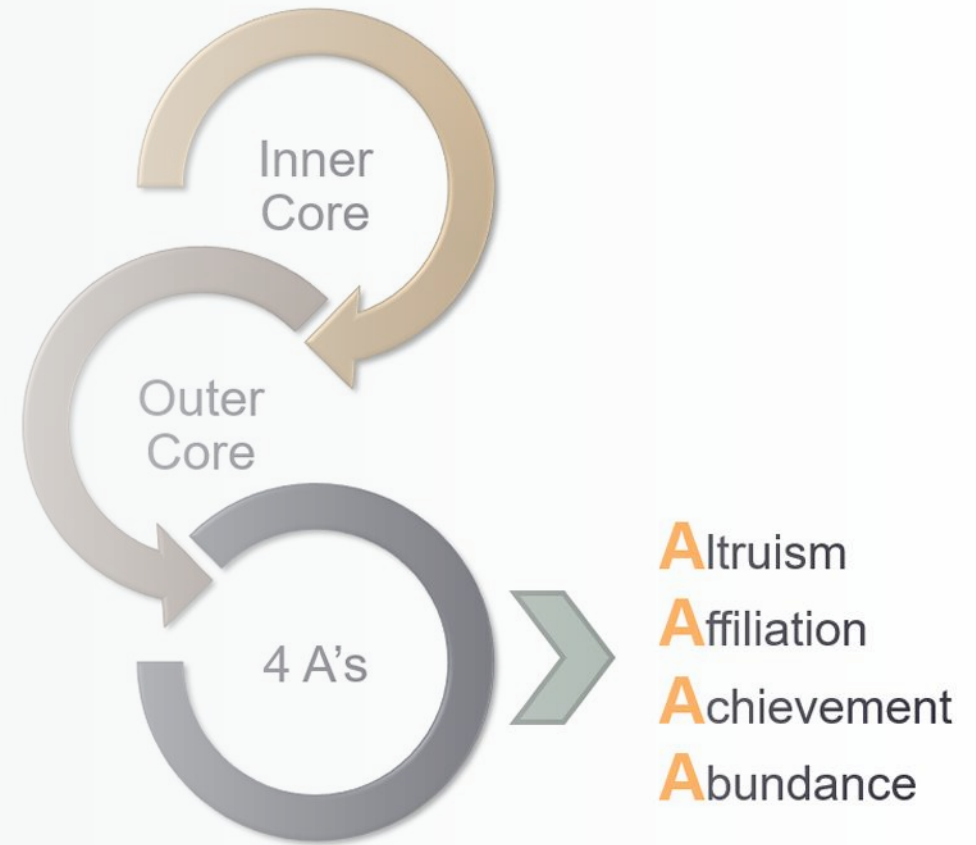 Inner
Core
Outer
Core
4 A’s
Altruism
Affiliation
Achievement
Abundance